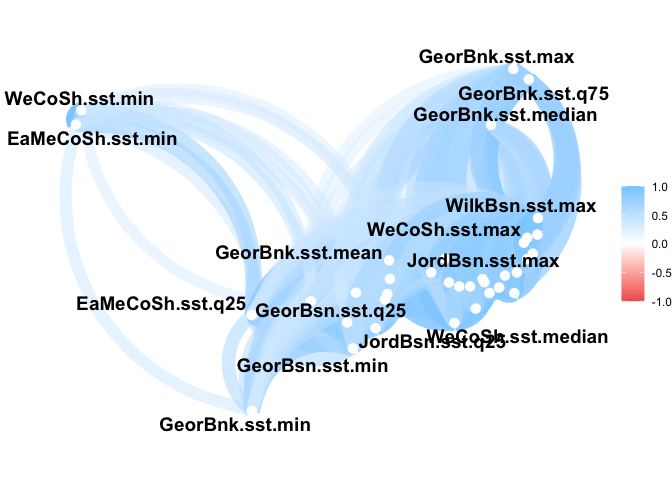 GeorBnk.sst.max
WeCoSh.sst.min
GeorBnk.sst.q75
GeorBnk.sst.median
EaMeCoSh.sst.min
1.0
WilkBsn.sst.max
0.5
WeCoSh.sst.max
0.0
GeorBnk.sst.mean
JordBsn.sst.max
-0.5
EaMeCoSh.sst.q25
-1.0
GeorBsn.sst.q25
WeCoSh.sst.median
JordBsn.sst.q25
GeorBsn.sst.min
GeorBnk.sst.min